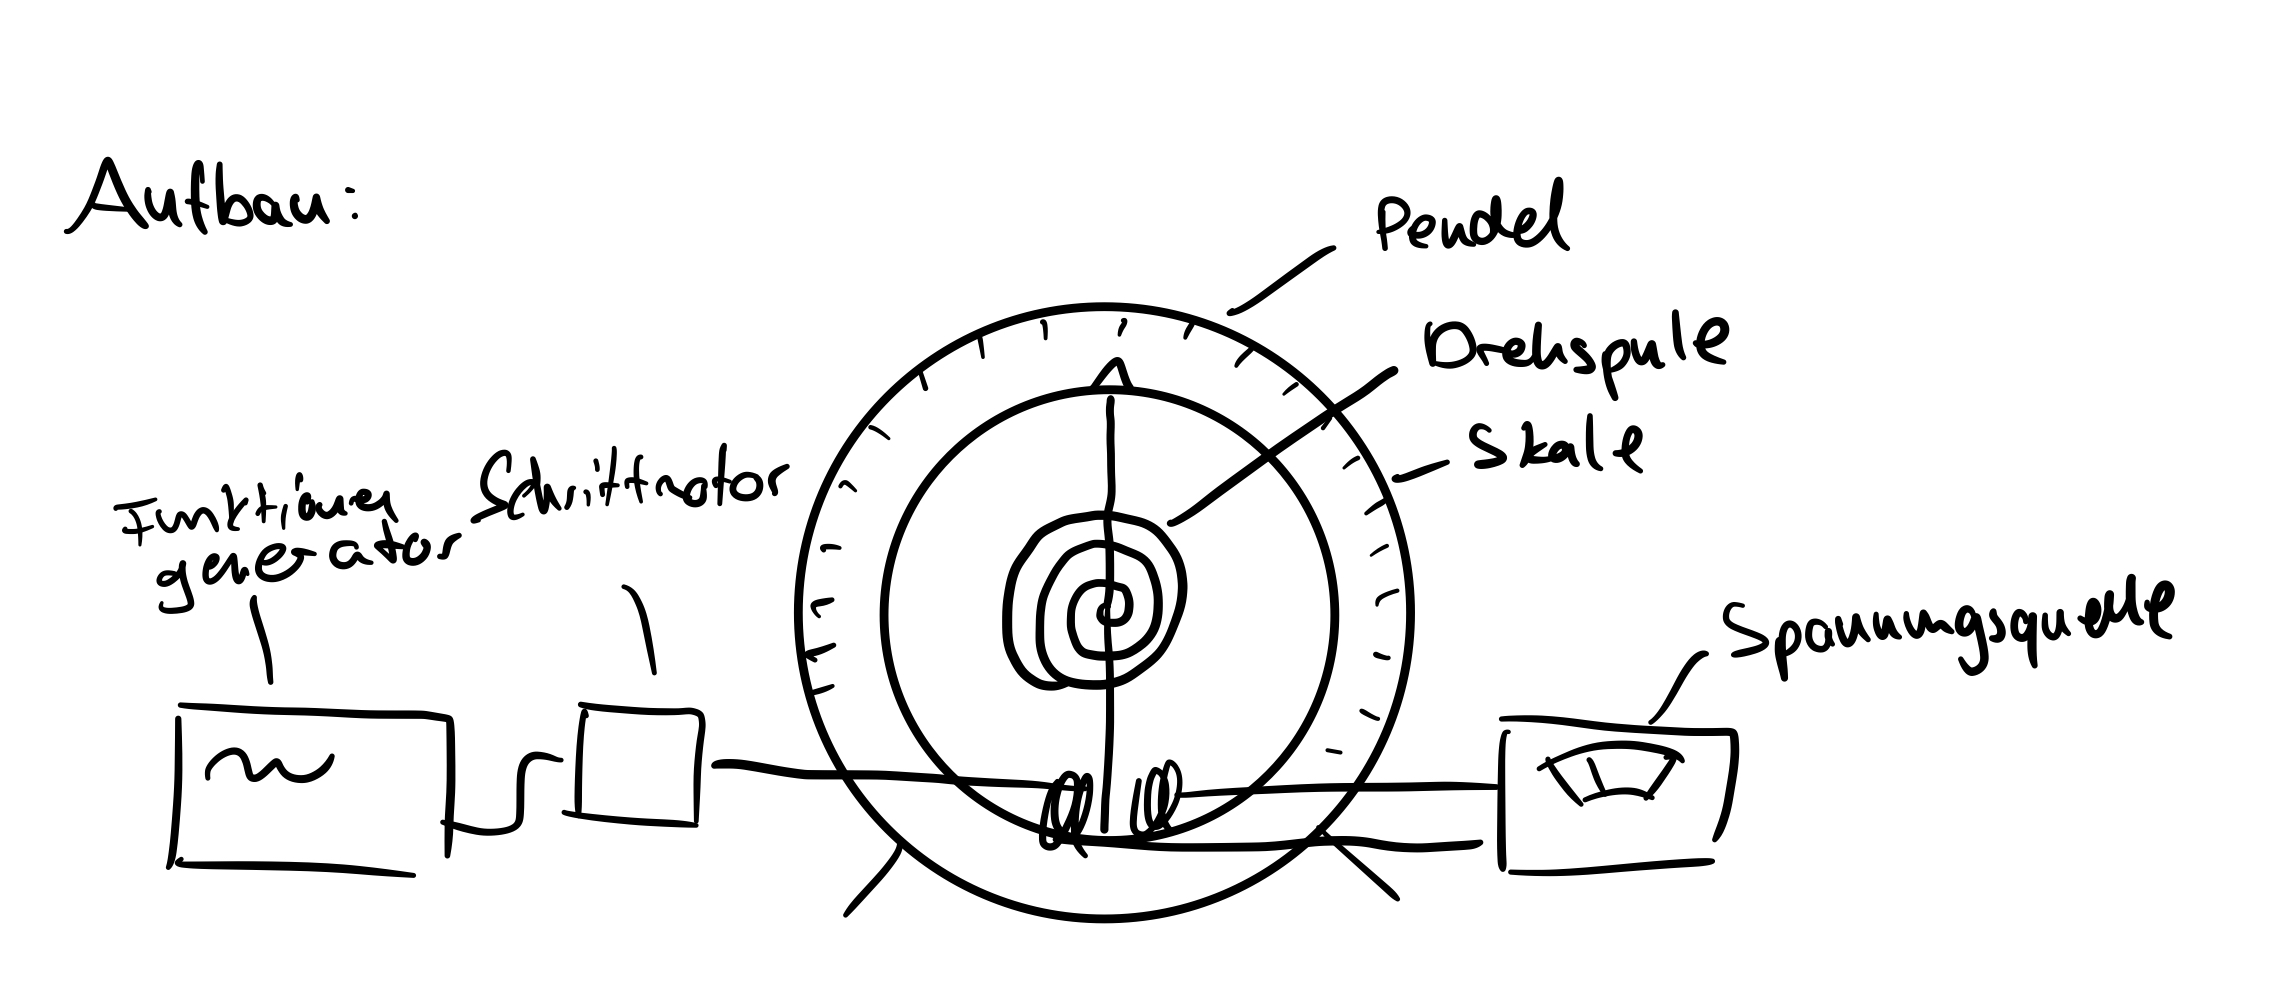 Aufbau:
Pendel
Drehspule
Skale
Funktionen
generator
Schrittmotor
Spannungsquelle